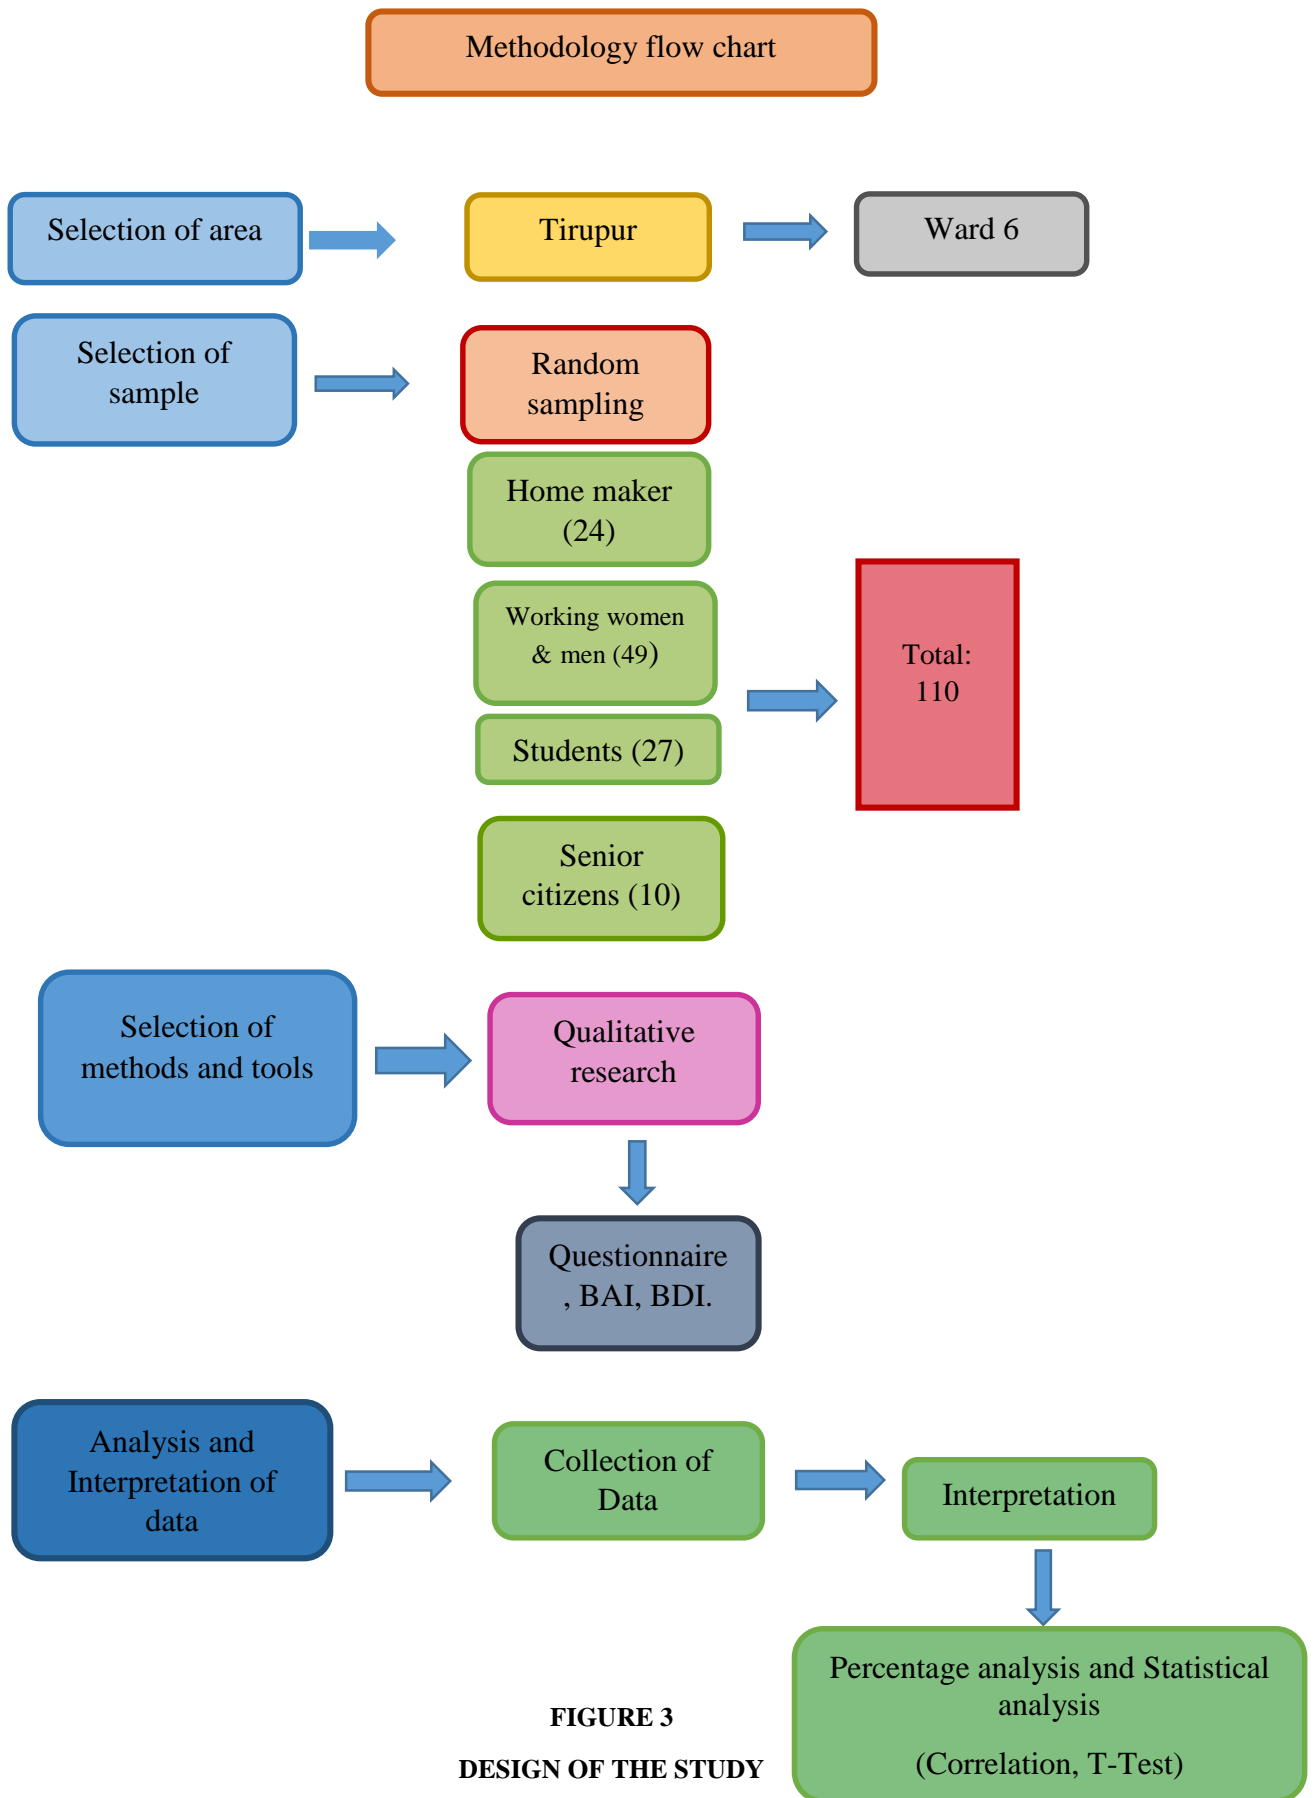 Methodology flow chart
Selection of area
Tirupur
Ward 6
Selection of
sample
Random
sampling
Home maker
(24)
Working women
& men (49)
Students (27)
Senior
citizens (10)
Total:
110
Selection of
methods and tools
Qualitative
research
Questionnaire
, BAI, BDI.
Analysis and
Interpretation of
data
Collection of
Data
Interpretation
Percentage analysis and Statistical
analysis
(Correlation, T-Test)
FIGURE 3
DESIGN OF THE STUDY